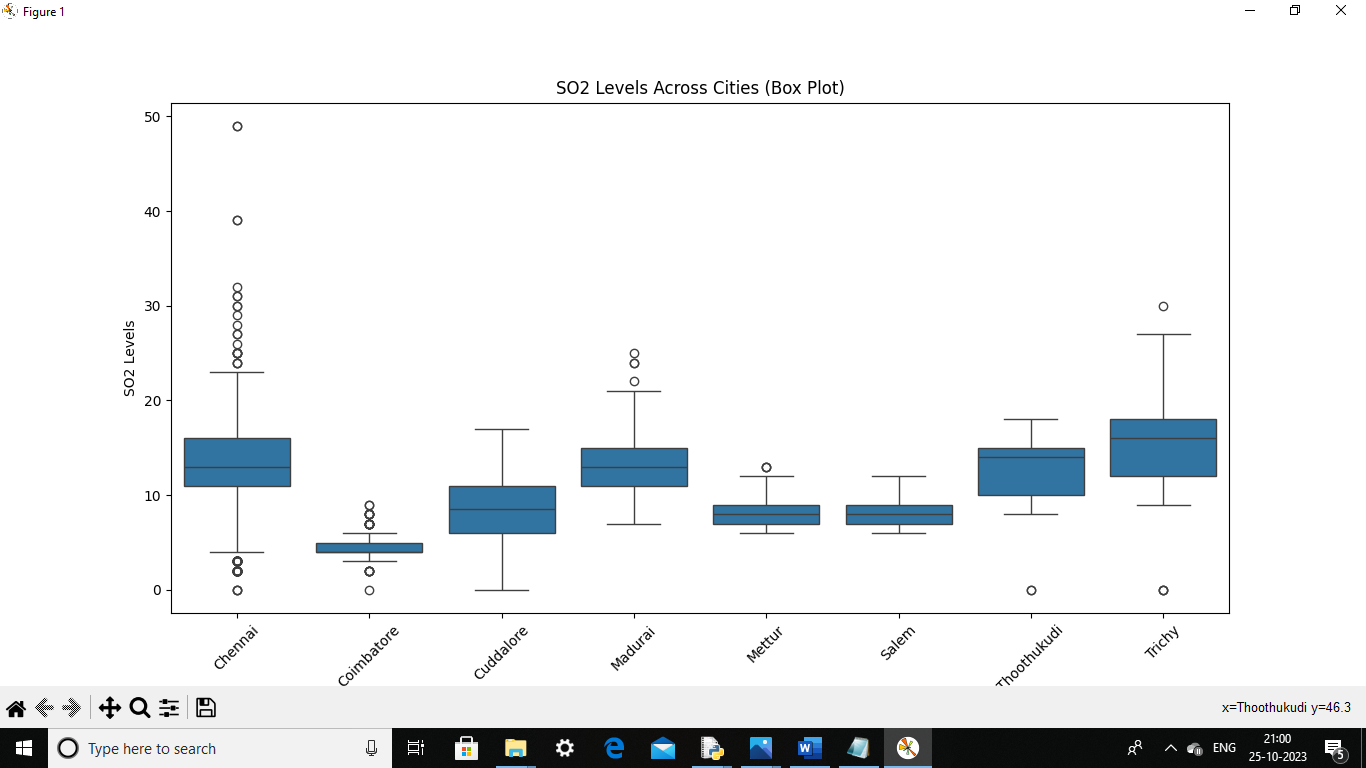 Figure 1
SO2 Levels Across Cities (Box Plot)
50
40
30
20
10
0
SO2 Levels
Chennai
Coimbatore
Cuddalore
Madurai
Mettur
Salem
Thoothukudi
Trichy
x=Thoothukudi y=46.3
Type here to search
ENG
21:00
25-10-2023
5